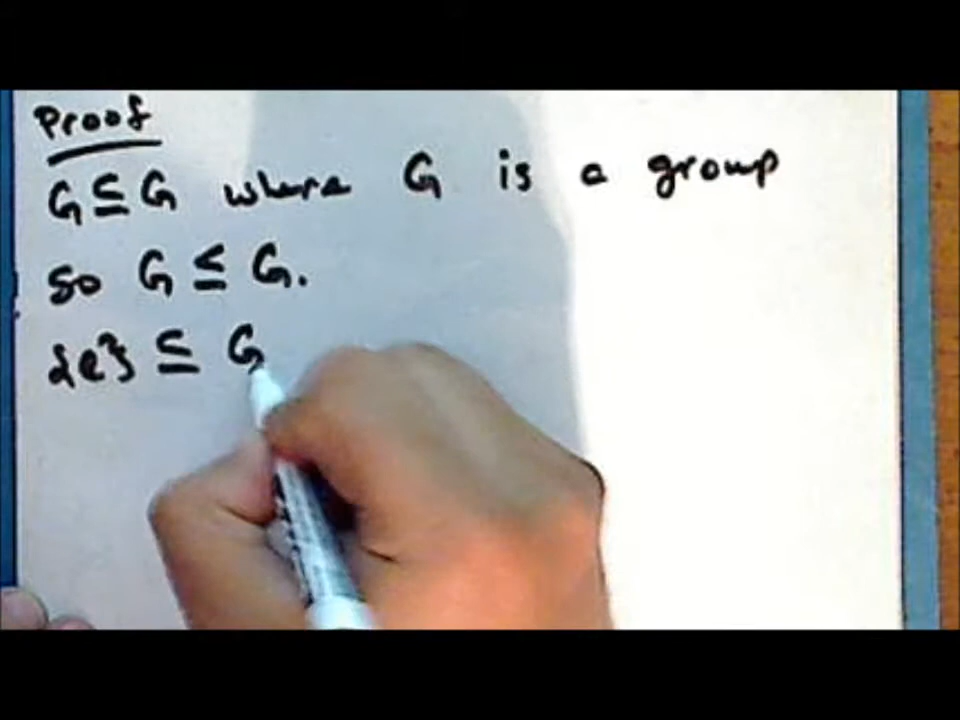 Proof
G ⊆ G where G is a group
so G ≤ G.
{e} ⊆ G